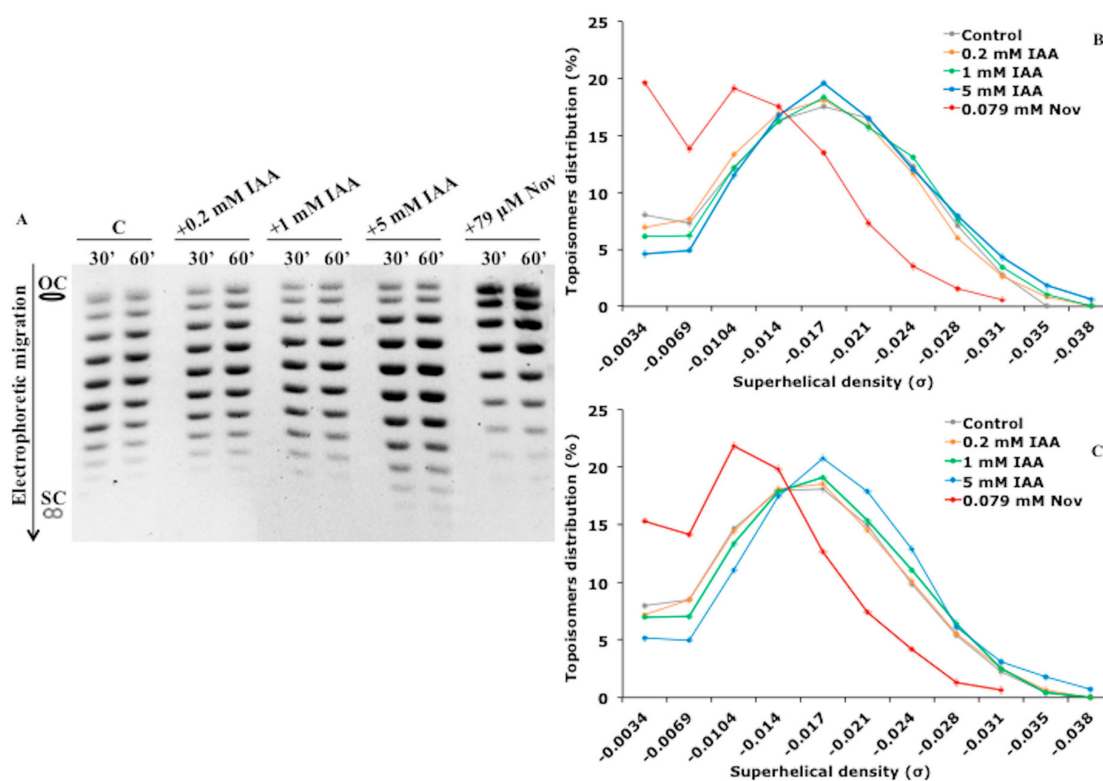 A
C
+0.2 mM IAA
+1 mM IAA
+5 mM IAA
+79 µM Nov
30’ 60’ 30’ 60’ 30’ 60’ 30’ 60’ 30’ 60’
OC
SC
Electrophoretic migration
B
Control
0.2 mM IAA
1 mM IAA
5 mM IAA
0.079 mM Nov
Topoisomers distribution (%)
25
20
15
10
5
0
-0.0034 -0.0069 -0.0104 -0.014 -0.017 -0.021 -0.024 -0.028 -0.031 -0.035 -0.038
Superhelical density (σ)
C
Control
0.2 mM IAA
1 mM IAA
5 mM IAA
0.079 mM Nov
Topoisomers distribution (%)
25
20
15
10
5
0
-0.0034 -0.0069 -0.0104 -0.014 -0.017 -0.021 -0.024 -0.028 -0.031 -0.035 -0.038
Superhelical density (σ)